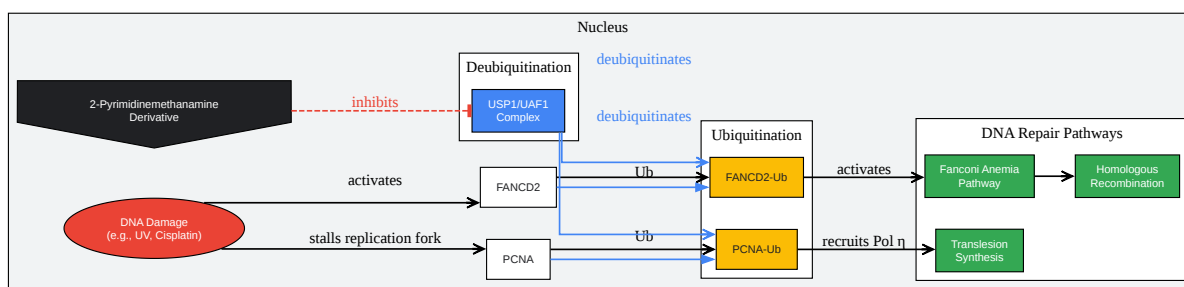 Nucleus
Deubiquitination
deubiquitinates
2-Pyrimidinemethanamine
Derivative
inhibits
USP1/UAF1
Complex
deubiquitinates
Ubiquitination
DNA Repair Pathways
activates
FANCD2
Ub
FANCD2-Ub
activates
Fanconi Anemia
Pathway
Homologous
Recombination
DNA Damage
(e.g., UV, Cisplatin)
stalls replication fork
PCNA
Ub
PCNA-Ub
recruits Pol η
Translesion
Synthesis